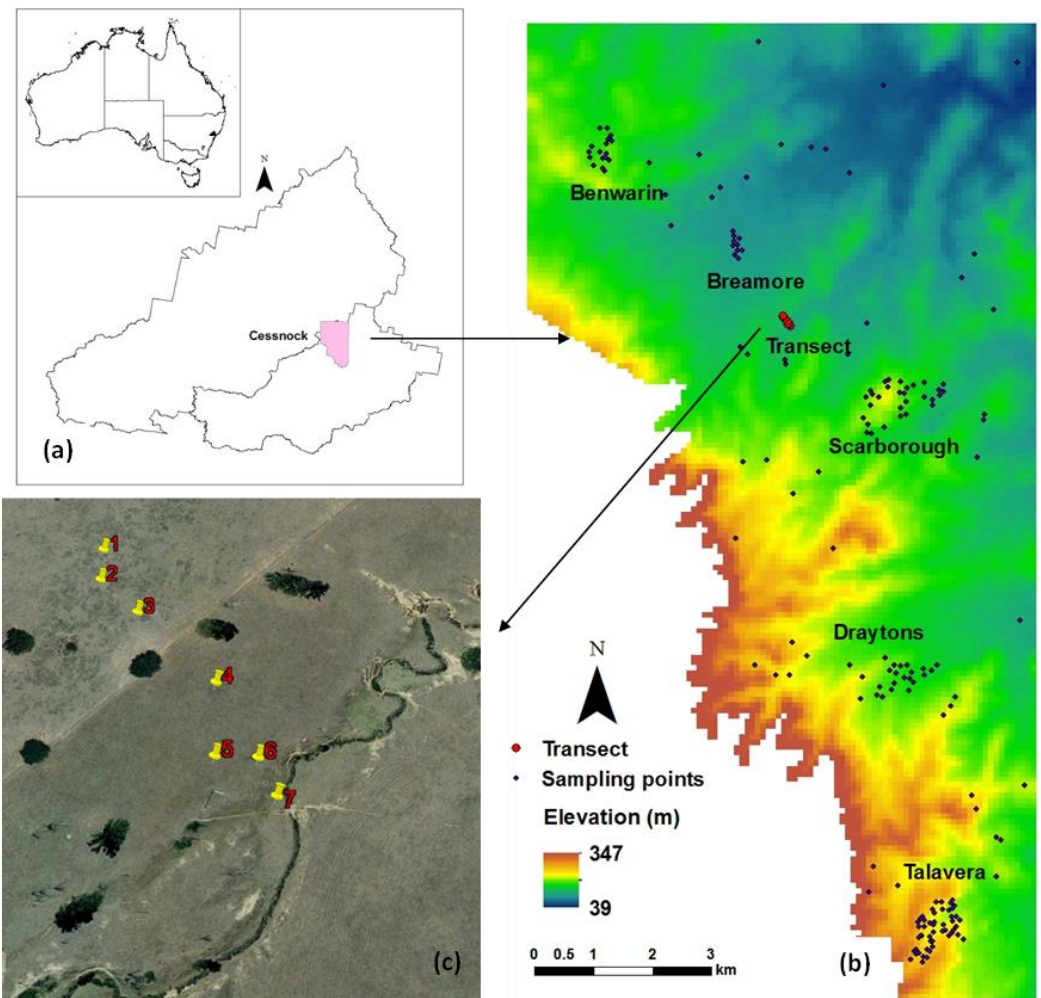 N
Cessnock
(a)
1
2
3
4
5
6
7
(c)
Benwarin
Breamore
Transect
Scarborough
Draytons
N
Transect
Sampling points
Elevation (m)
347
39
Talavera
0 0.5 1 2 3
km
(b)